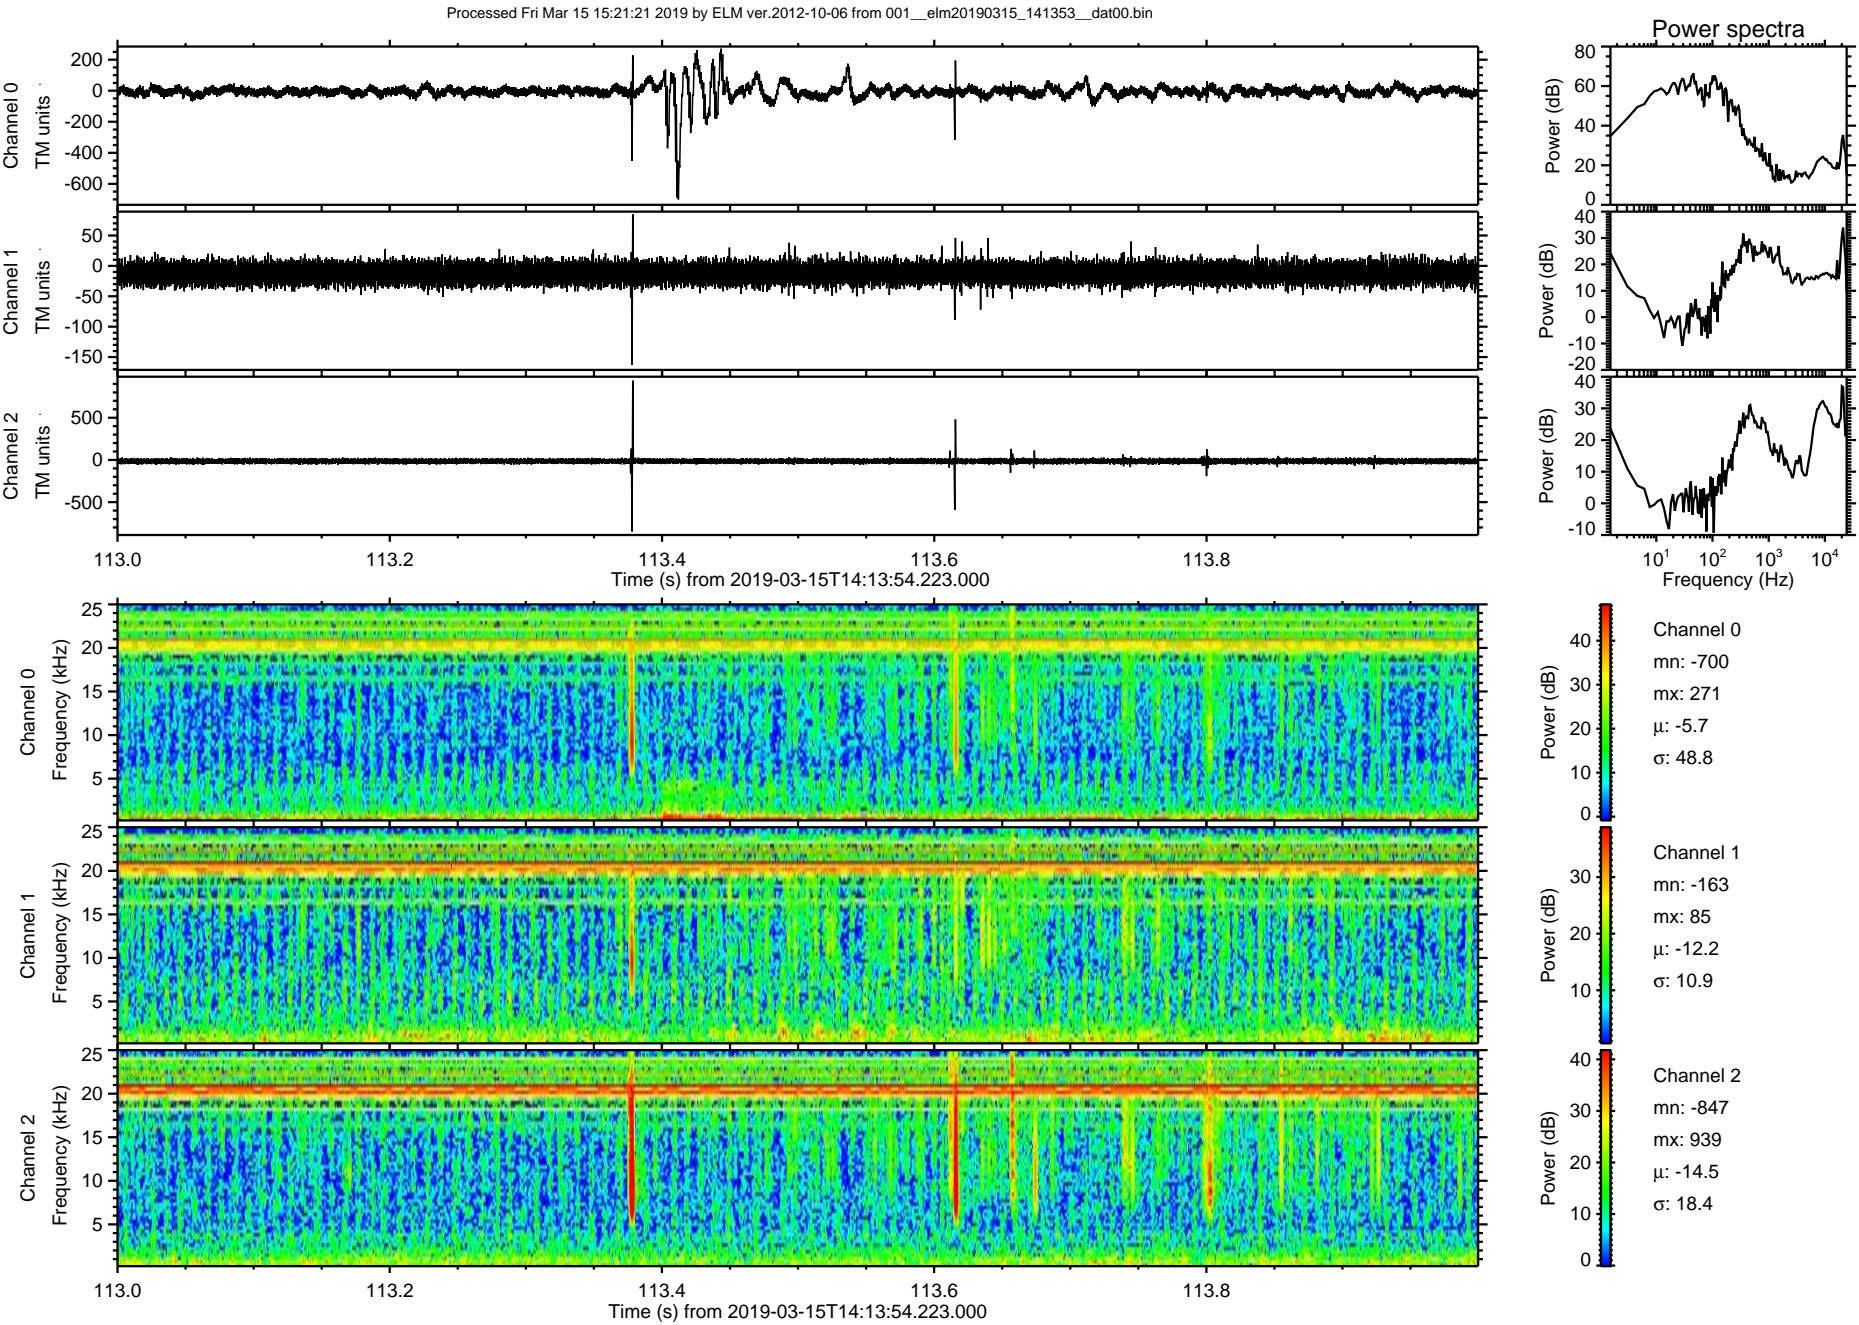 Processed Fri Mar 15 15:21:21 2019 by ELM ver.2012-10-06 from 001__elm20190315_141353__dat00.bin
Power spectra
Channel 0
TM units
200
0
-200
-400
-600
Power (dB)
80
60
40
20
0
Channel 1
TM units
50
0
-50
-100
-150
Power (dB)
40
30
20
10
0
-10
-20
Channel 2
TM units
500
0
-500
Power (dB)
40
30
20
10
0
-10
113.0 113.2 113.4 113.6 113.8
Time (s) from 2019-03-15T14:13:54.223.000
10^1 10^2 10^3 10^4
Frequency (Hz)
Channel 0
Frequency (kHz)
25
20
15
10
5
Power (dB)
40
30
20
10
0
Channel 0
mn: -700
mx: 271
µ: -5.7
σ: 48.8
Channel 1
Frequency (kHz)
25
20
15
10
5
Power (dB)
30
20
10
Channel 1
mn: -163
mx: 85
µ: -12.2
σ: 10.9
Channel 2
Frequency (kHz)
25
20
15
10
5
Power (dB)
40
30
20
10
0
Channel 2
mn: -847
mx: 939
µ: -14.5
σ: 18.4
113.0 113.2 113.4 113.6 113.8
Time (s) from 2019-03-15T14:13:54.223.000